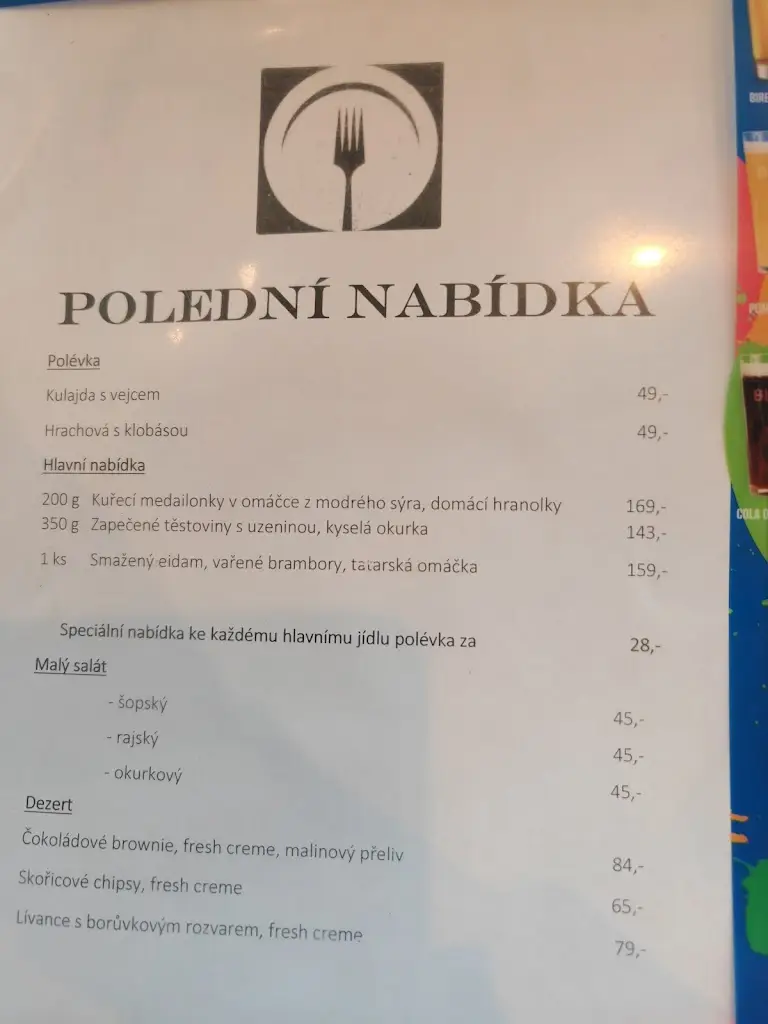 POLEDNÍ NABÍDKA
Polévka
Kulajda s vejcem 49,-
Hrachová s klobásou 49,-
Hlavní nabídka
200 g Kuřecí medailonky v omáčce z modrého sýra, domácí hranolky 169,-
350 g Zapečené těstoviny s uzeninou, kyselá okurka 143,-
1 ks Smažený eidam, vařené brambory, tatarská omáčka 159,-
Speciální nabídka ke každému hlavnímu jídlu polévka za 28,-
Malý salát
- šopský 45,-
- rajský 45,-
- okurkový 45,-
Dezert
Čokoládové brownie, fresh creme, malinový přeliv 84,-
Skořicové chipsy, fresh creme 65,-
Lívance s borůvkovým rozvarem, fresh creme 79,-
COLA